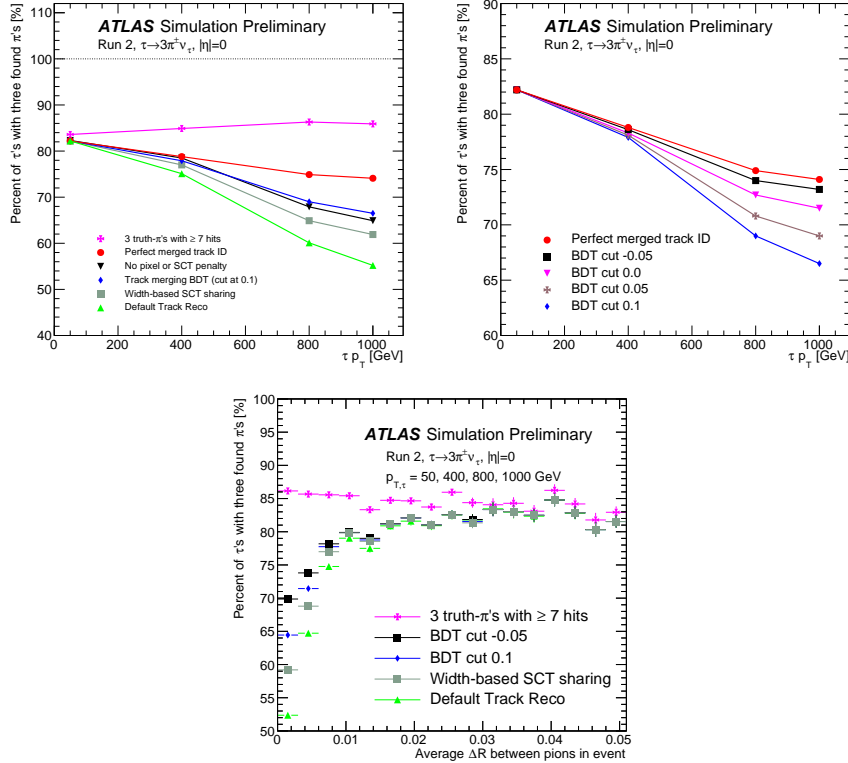 ATLAS Simulation Preliminary
Run 2, τ→3π±ντ, |η|=0
Percent of τ's with three found π's [%]
110
100
90
80
70
60
50
40
3 truth-π's with ≥ 7 hits
Perfect merged track ID
No pixel or SCT penalty
Track merging BDT (cut at 0.1)
Width-based SCT sharing
Default Track Reco
0 200 400 600 800 1000
τ pT [GeV]
ATLAS Simulation Preliminary
Run 2, τ→3π±ντ, |η|=0
Percent of τ's with three found π's [%]
90
85
80
75
70
65
60
Perfect merged track ID
BDT cut -0.05
BDT cut 0.0
BDT cut 0.05
BDT cut 0.1
0 200 400 600 800 1000
τ pT [GeV]
ATLAS Simulation Preliminary
Run 2, τ→3π±ντ, |η|=0
pT,τ = 50, 400, 800, 1000 GeV
Percent of τ's with three found π's [%]
100
95
90
85
80
75
70
65
60
55
50
3 truth-π's with ≥ 7 hits
BDT cut -0.05
BDT cut 0.1
Width-based SCT sharing
Default Track Reco
0 0.01 0.02 0.03 0.04 0.05
Average ΔR between pions in event